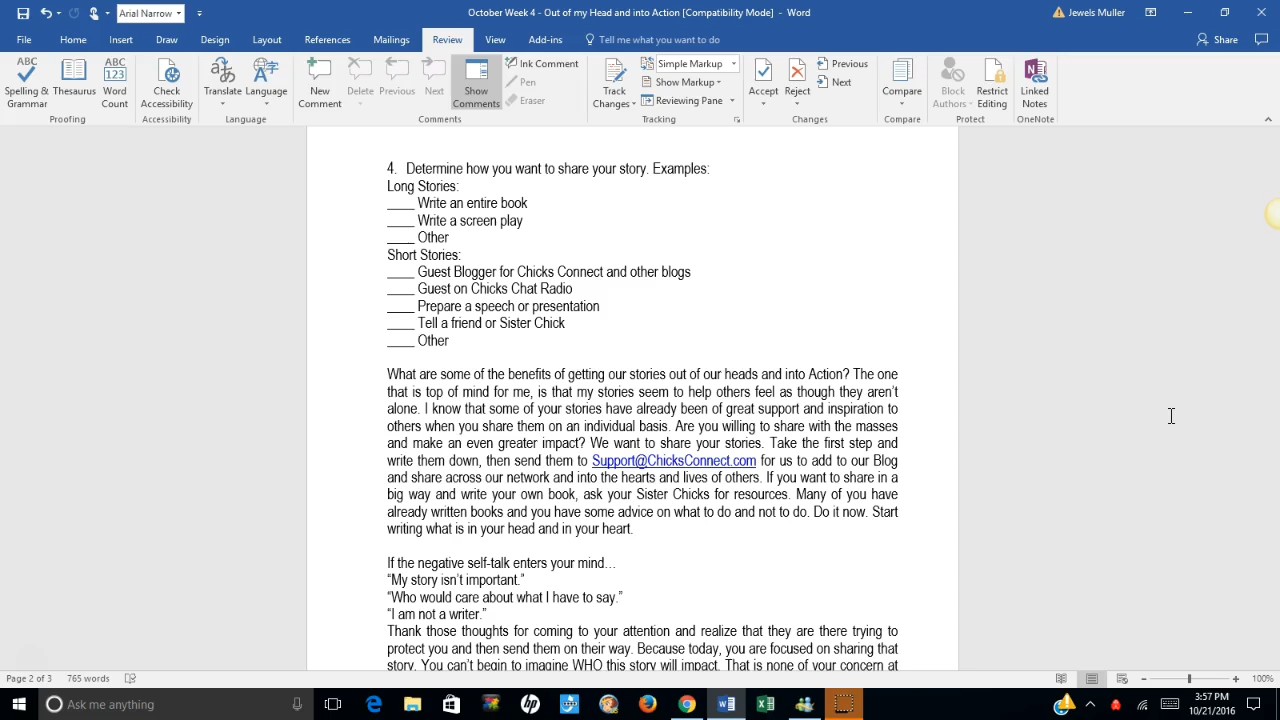 Arial Narrow
October Week 4 - Out of my Head and into Action [Compatibility Mode] - Word
Jewels Muller
File Home Insert Draw Design Layout References Mailings Review View Add-ins Tell me what you want to do Share
Spelling & Grammar
Thesaurus
Word Count
Check Accessibility
Translate
Language
New Comment
Delete
Previous
Next
Show Comments
Ink Comment
Pen
Eraser
Track Changes
Simple Markup
Show Markup
Reviewing Pane
Accept
Reject
Previous
Next
Compare
Block Authors
Restrict Editing
Linked Notes
Proofing Accessibility Language Comments Tracking Changes Compare Protect OneNote
4. Determine how you want to share your story. Examples:
Long Stories:
____ Write an entire book
____ Write a screen play
____ Other
Short Stories:
____ Guest Blogger for Chicks Connect and other blogs
____ Guest on Chicks Chat Radio
____ Prepare a speech or presentation
____ Tell a friend or Sister Chick
____ Other
What are some of the benefits of getting our stories out of our heads and into Action? The one
that is top of mind for me, is that my stories seem to help others feel as though they aren't
alone. I know that some of your stories have already been of great support and inspiration to
others when you share them on an individual basis. Are you willing to share with the masses
and make an even greater impact? We want to share your stories. Take the first step and
write them down, then send them to Support@ChicksConnect.com for us to add to our Blog
and share across our network and into the hearts and lives of others. If you want to share in a
big way and write your own book, ask your Sister Chicks for resources. Many of you have
already written books and you have some advice on what to do and not to do. Do it now. Start
writing what is in your head and in your heart.
If the negative self-talk enters your mind…
“My story isn't important.”
“Who would care about what I have to say.”
“I am not a writer.”
Thank those thoughts for coming to your attention and realize that they are there trying to
protect you and then send them on their way. Because today, you are focused on sharing that
story. You can't begin to imagine WHO this story will impact. That is none of your concern at
Page 2 of 3 765 words 100%
Ask me anything
3:57 PM
10/21/2016